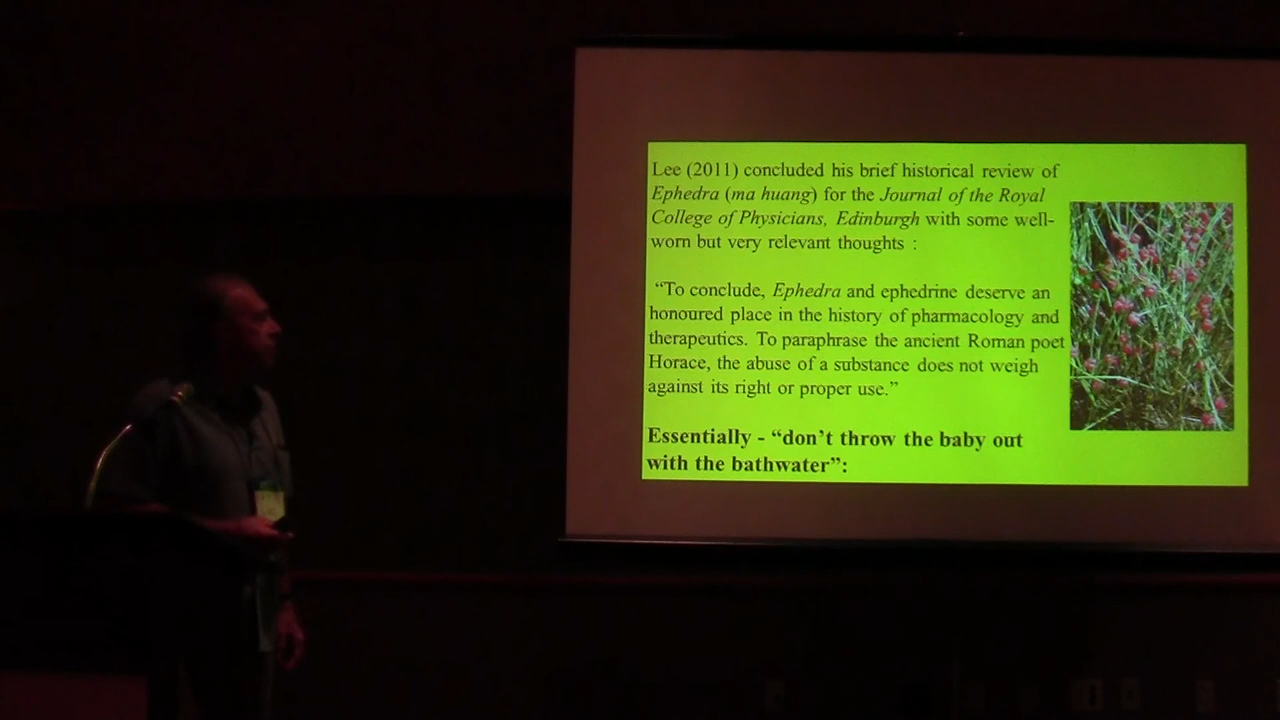 Lee (2011) concluded his brief historical review of
Ephedra (ma huang) for the Journal of the Royal
College of Physicians, Edinburgh with some well-
worn but very relevant thoughts :
“To conclude, Ephedra and ephedrine deserve an
honoured place in the history of pharmacology and
therapeutics. To paraphrase the ancient Roman poet
Horace, the abuse of a substance does not weigh
against its right or proper use.”
Essentially - “don’t throw the baby out
with the bathwater”: